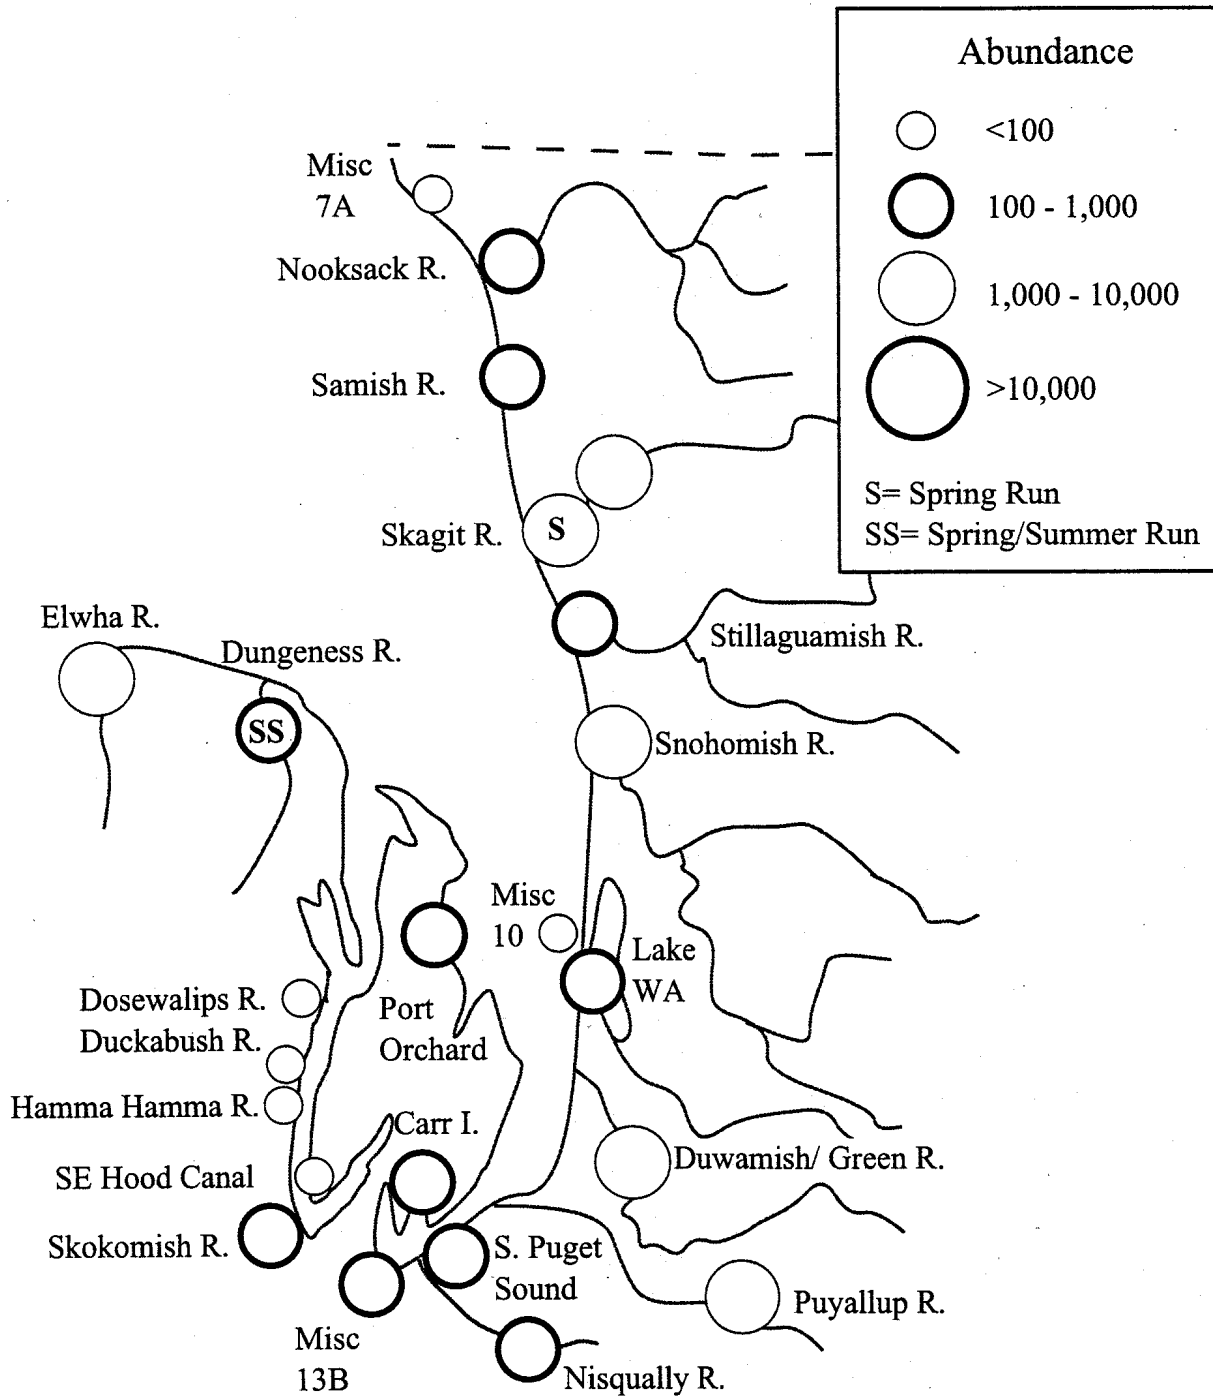 Abundance
<100
100 - 1,000
1,000 - 10,000
>10,000
S= Spring Run
SS= Spring/Summer Run
Misc
7A
Nooksack R.
Samish R.
Skagit R.
S
Elwha R.
Dungeness R.
SS
Stillaguamish R.
Snohomish R.
Misc
10
Lake
WA
Dosewalips R.
Duckabush R.
Port
Orchard
Hamma Hamma R.
Carr I.
SE Hood Canal
Duwamish/ Green R.
Skokomish R.
S. Puget
Sound
Puyallup R.
Misc
13B
Nisqually R.